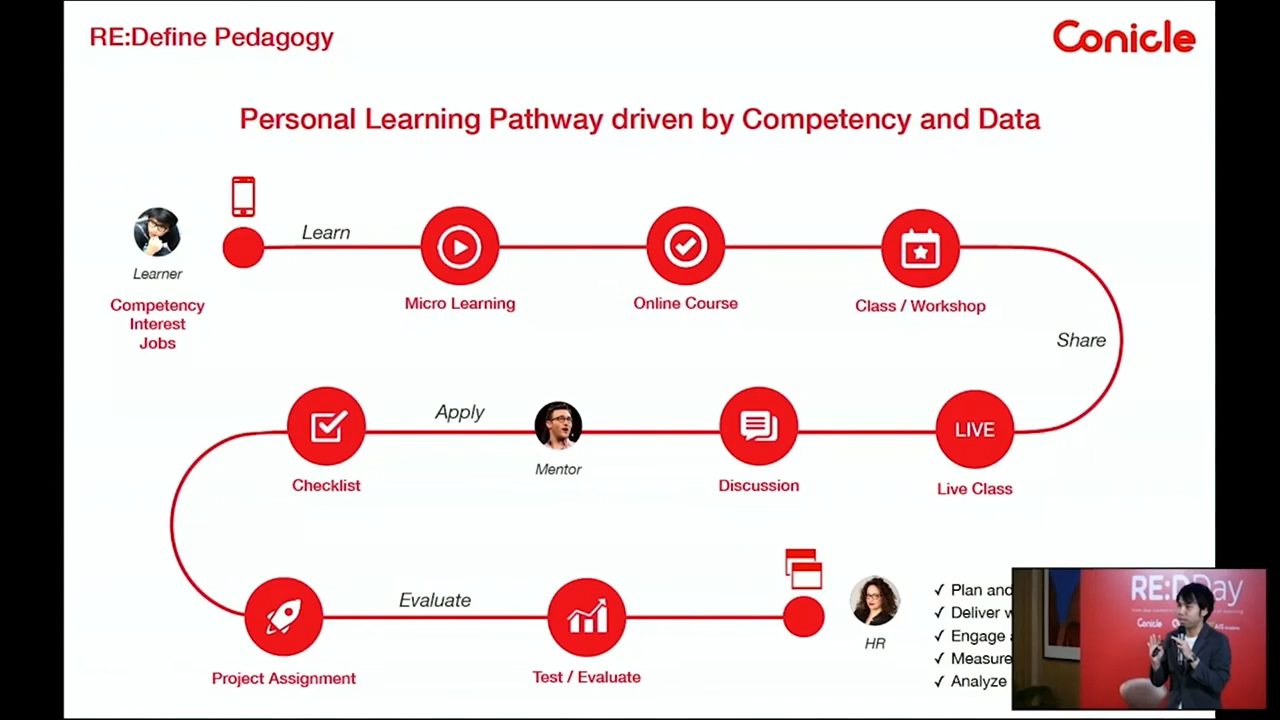 RE:Define Pedagogy
Conicle
Personal Learning Pathway driven by Competency and Data
Learn
Learner
Competency
Interest
Jobs
Micro Learning
Online Course
Class / Workshop
Share
Apply
LIVE
Checklist
Mentor
Discussion
Live Class
Evaluate
Project Assignment
Test / Evaluate
HR
✓ Plan and
✓ Deliver
✓ Engage
✓ Measure
✓ Analyze
Conicle